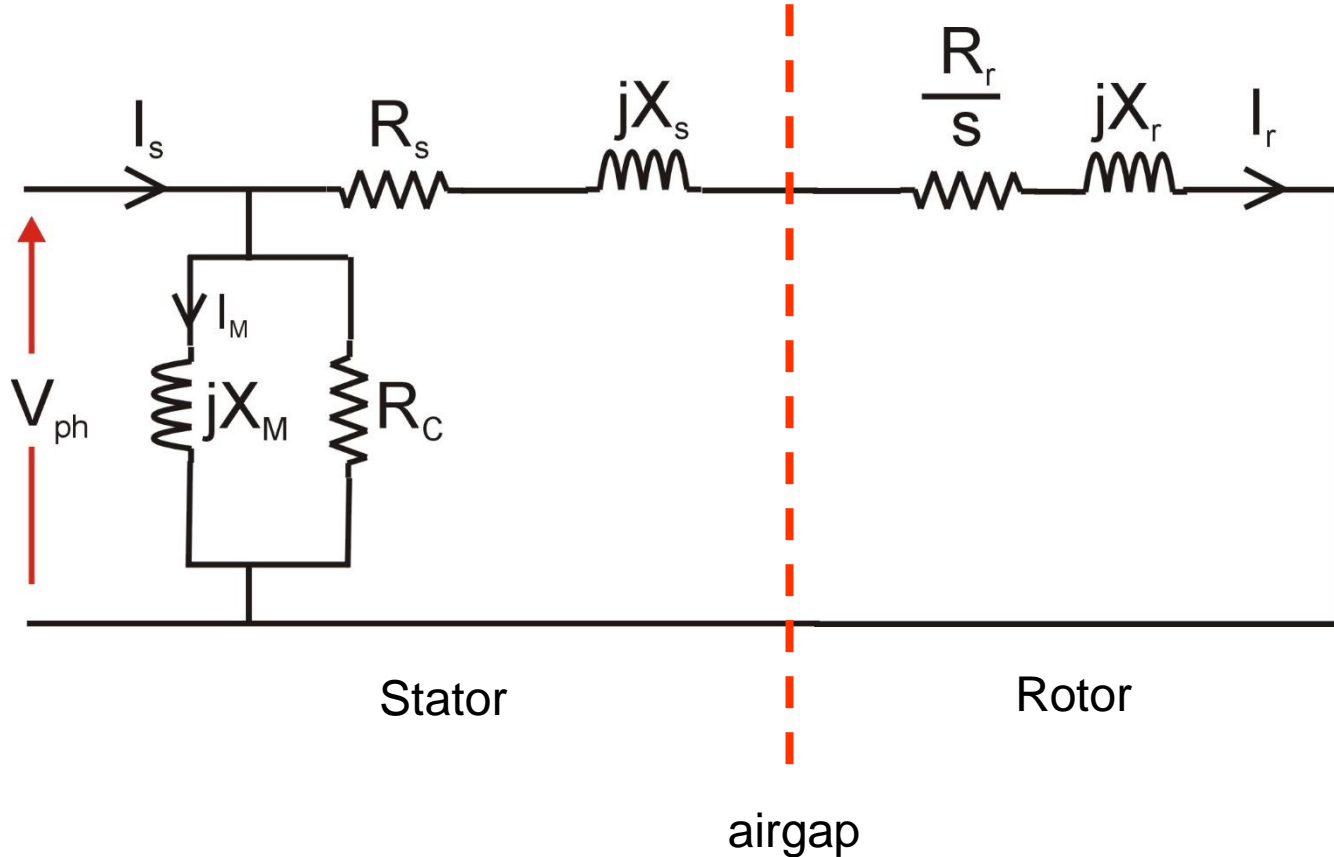 I_s
R_s
jX_s
R_r
s
jX_r
I_r
I_M
V_ph
jX_M
R_C
Stator
Rotor
airgap